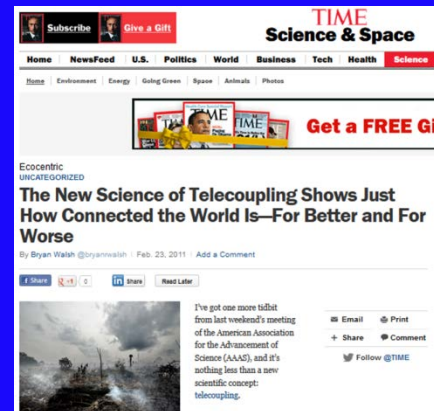 Subscribe Give a Gift
TIME
Science & Space
Home NewsFeed U.S. Politics World Business Tech Health Science
Home Environment Energy Going Green Space Animals Photos
TIME
Get a FREE Gi
Ecocentric
UNCATEGORIZED
The New Science of Telecoupling Shows Just
How Connected the World Is—For Better and For
Worse
By Bryan Walsh @bryanrwalsh Feb. 23, 2011 Add a Comment
f Share +1 0 in Share Read Later
I've got one more tidbit
from last weekend's meeting
of the American Association
for the Advancement of
Science (AAAS), and it's
nothing less than a new
scientific concept:
telecoupling.
Email Print
+ Share Comment
Follow @TIME